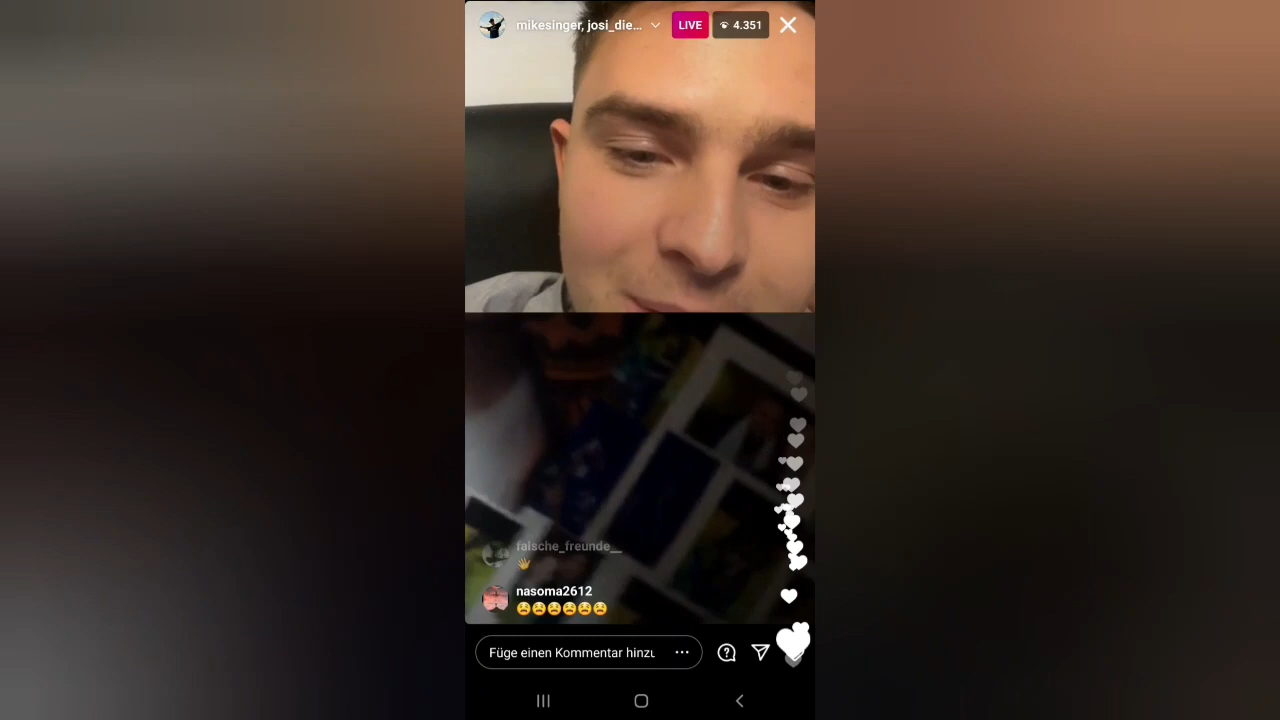 mikesinger, josi_die...
LIVE
4.351
falsche_freunde__
👋
nasoma2612
😫😫😫😫😫😫
Füge einen Kommentar hinzu